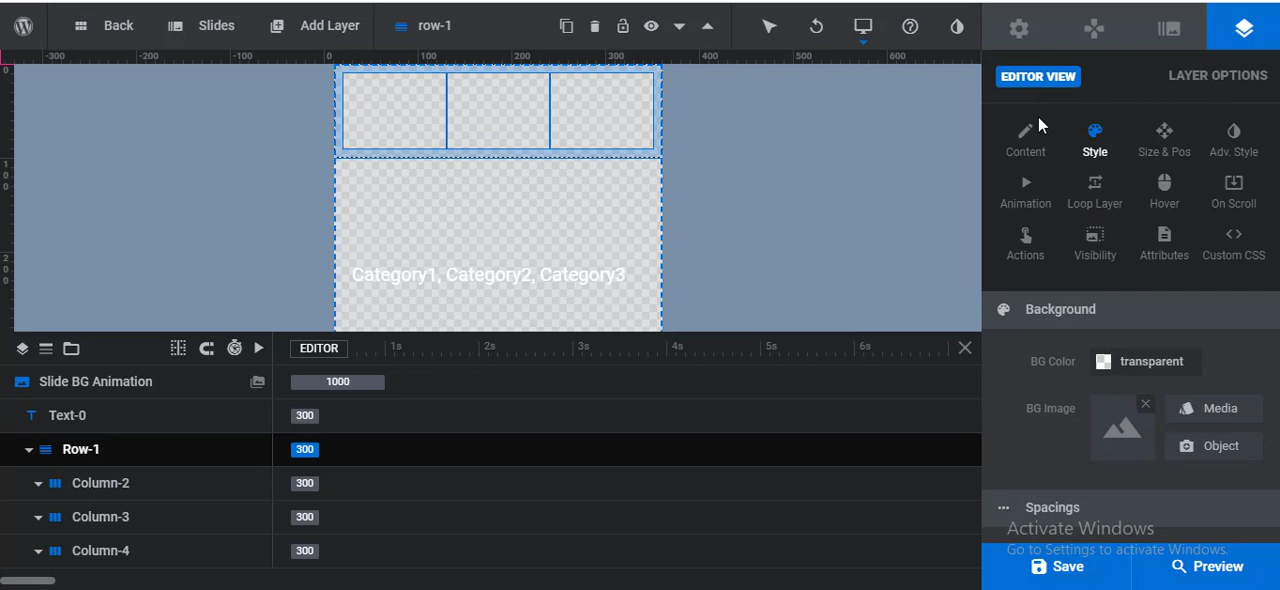 Back Slides Add Layer row-1
-300 -200 -100 0 100 200 300 400 500 600
EDITOR VIEW LAYER OPTIONS
0
Content Style Size & Pos Adv. Style
100
Animation Loop Layer Hover On Scroll
Actions Visibility Attributes Custom CSS
200
Category1, Category2, Category3
Background
EDITOR 1s 2s 3s 4s 5s 6s
BG Color transparent
Slide BG Animation 1000
BG Image Media
Text-0 300
Object
Row-1 300
Column-2 300
Spacings
Column-3 300
Activate Windows
Go to Settings to activate Windows.
Column-4 300
Save Preview